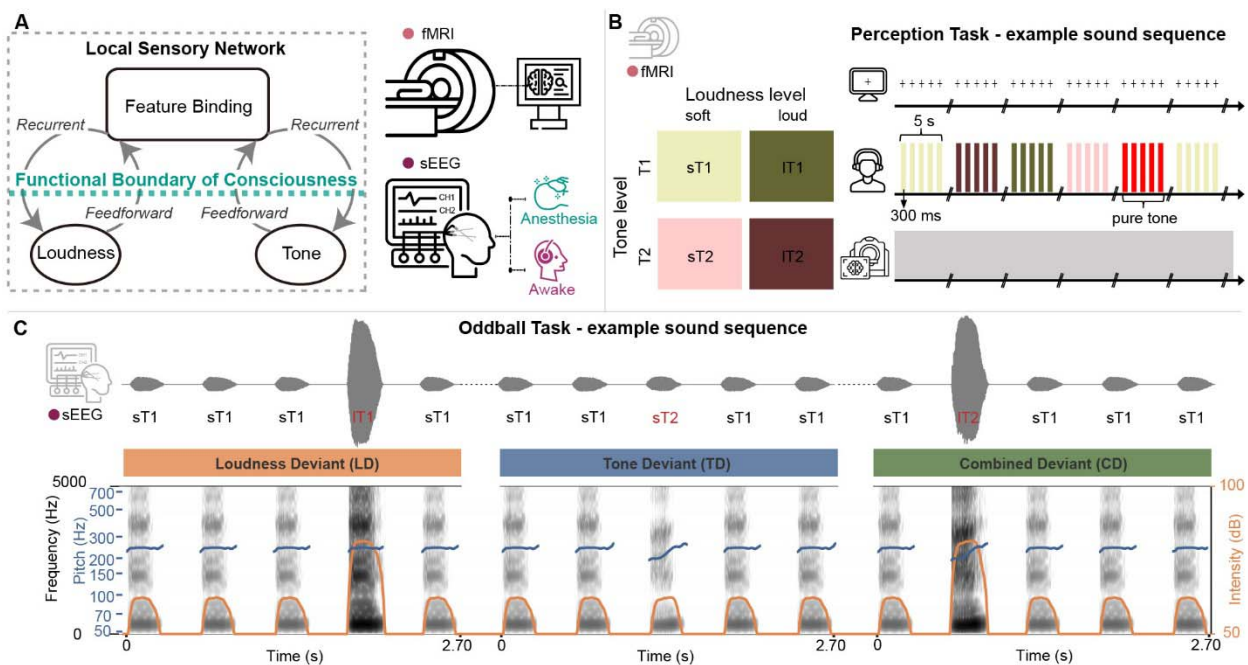 A
Local Sensory Network
Feature Binding
Recurrent
Recurrent
Functional Boundary of Consciousness
Feedforward
Feedforward
Loudness
Tone
fMRI
sEEG
CH1
CH2
Anesthesia
Awake
B
fMRI
Loudness level
soft
loud
Tone level
T1
T2
sT1
lT1
sT2
lT2
Perception Task - example sound sequence
5 s
300 ms
pure tone
C
Oddball Task - example sound sequence
sEEG
sT1 sT1 sT1 lT1 sT1 sT1 sT1 sT2 sT1 sT1 sT1 lT2 sT1 sT1 sT1
Loudness Deviant (LD)
Tone Deviant (TD)
Combined Deviant (CD)
Frequency (Hz)
5000
0
Pitch (Hz)
700
500
300
200
150
100
70
50
Intensity (dB)
100
50
0 2.70 0 2.70 0 2.70
Time (s) Time (s) Time (s)